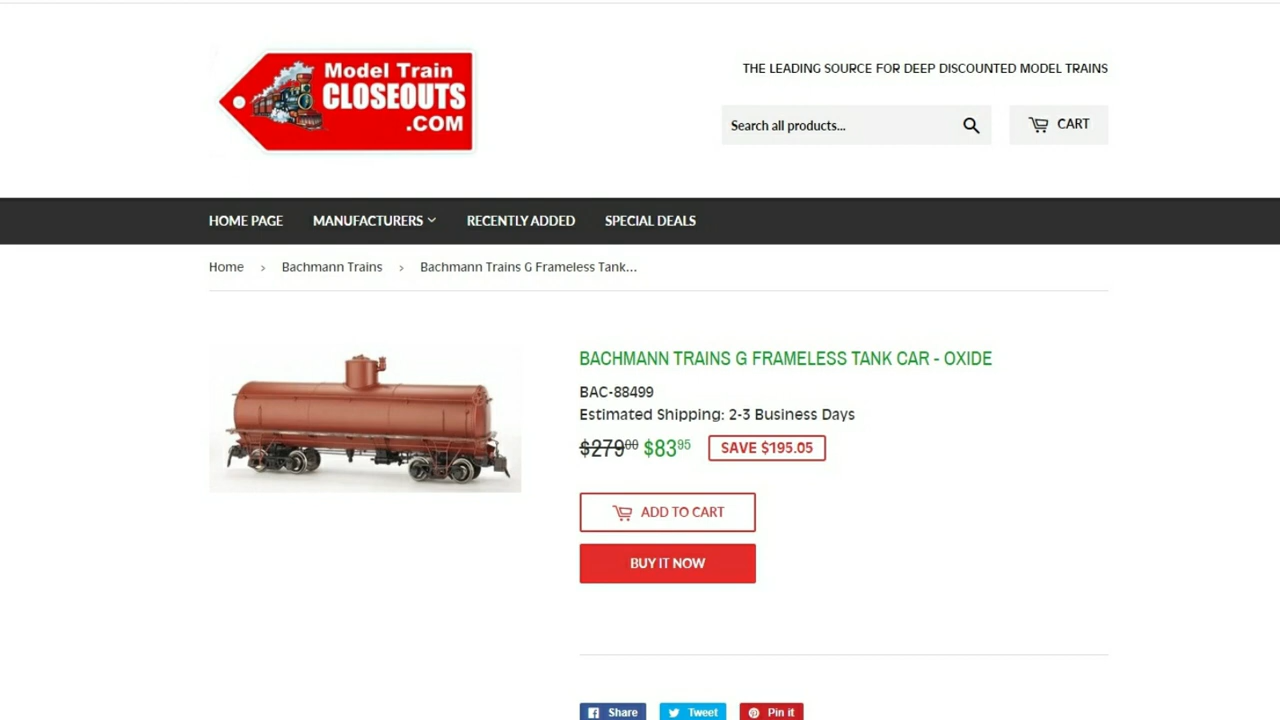 Model Train
CLOSEOUTS
.COM
THE LEADING SOURCE FOR DEEP DISCOUNTED MODEL TRAINS
Search all products...
CART
HOME PAGE MANUFACTURERS RECENTLY ADDED SPECIAL DEALS
Home › Bachmann Trains › Bachmann Trains G Frameless Tank...
BACHMANN TRAINS G FRAMELESS TANK CAR - OXIDE
BAC-88499
Estimated Shipping: 2-3 Business Days
$279.00 $83.95 SAVE $195.05
ADD TO CART
BUY IT NOW
Share Tweet Pin it